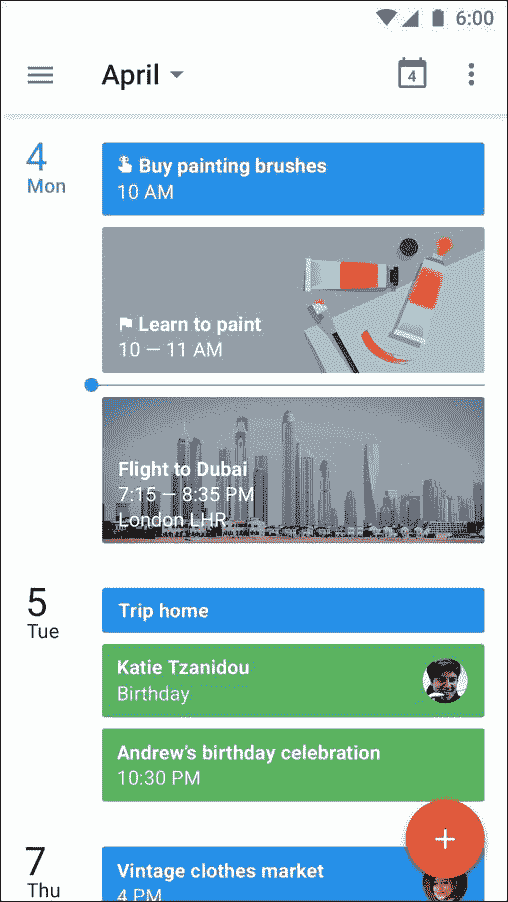 6:00
April
4
4
Mon
Buy painting brushes
10 AM
Learn to paint
10 — 11 AM
Flight to Dubai
7:15 — 8:35 PM
London LHR
5
Tue
Trip home
Katie Tzanidou
Birthday
Andrew's birthday celebration
10:30 PM
7
Thu
Vintage clothes market
4 PM